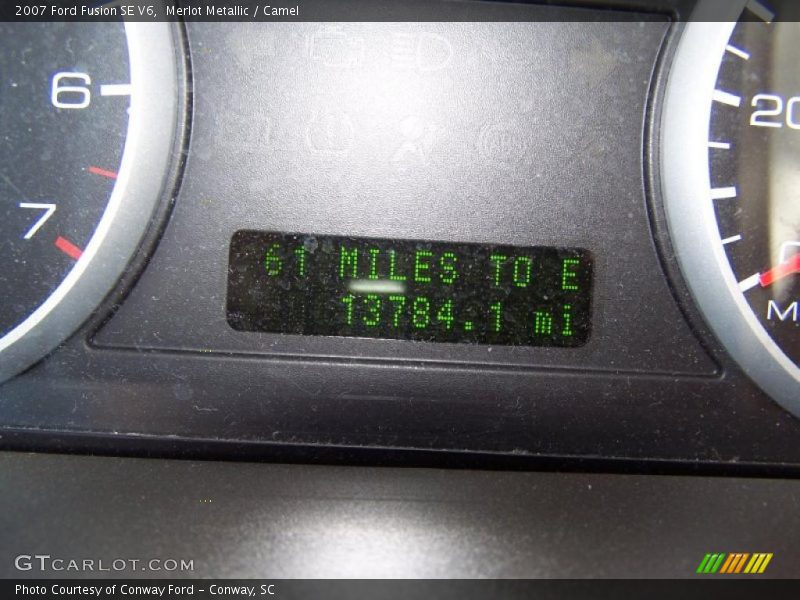 2007 Ford Fusion SE V6,  Merlot Metallic / Camel
6
20
7
61 MILES TO E
13784.1 mi
M
GTCARLOT.COM
Photo Courtesy of Conway Ford - Conway, SC